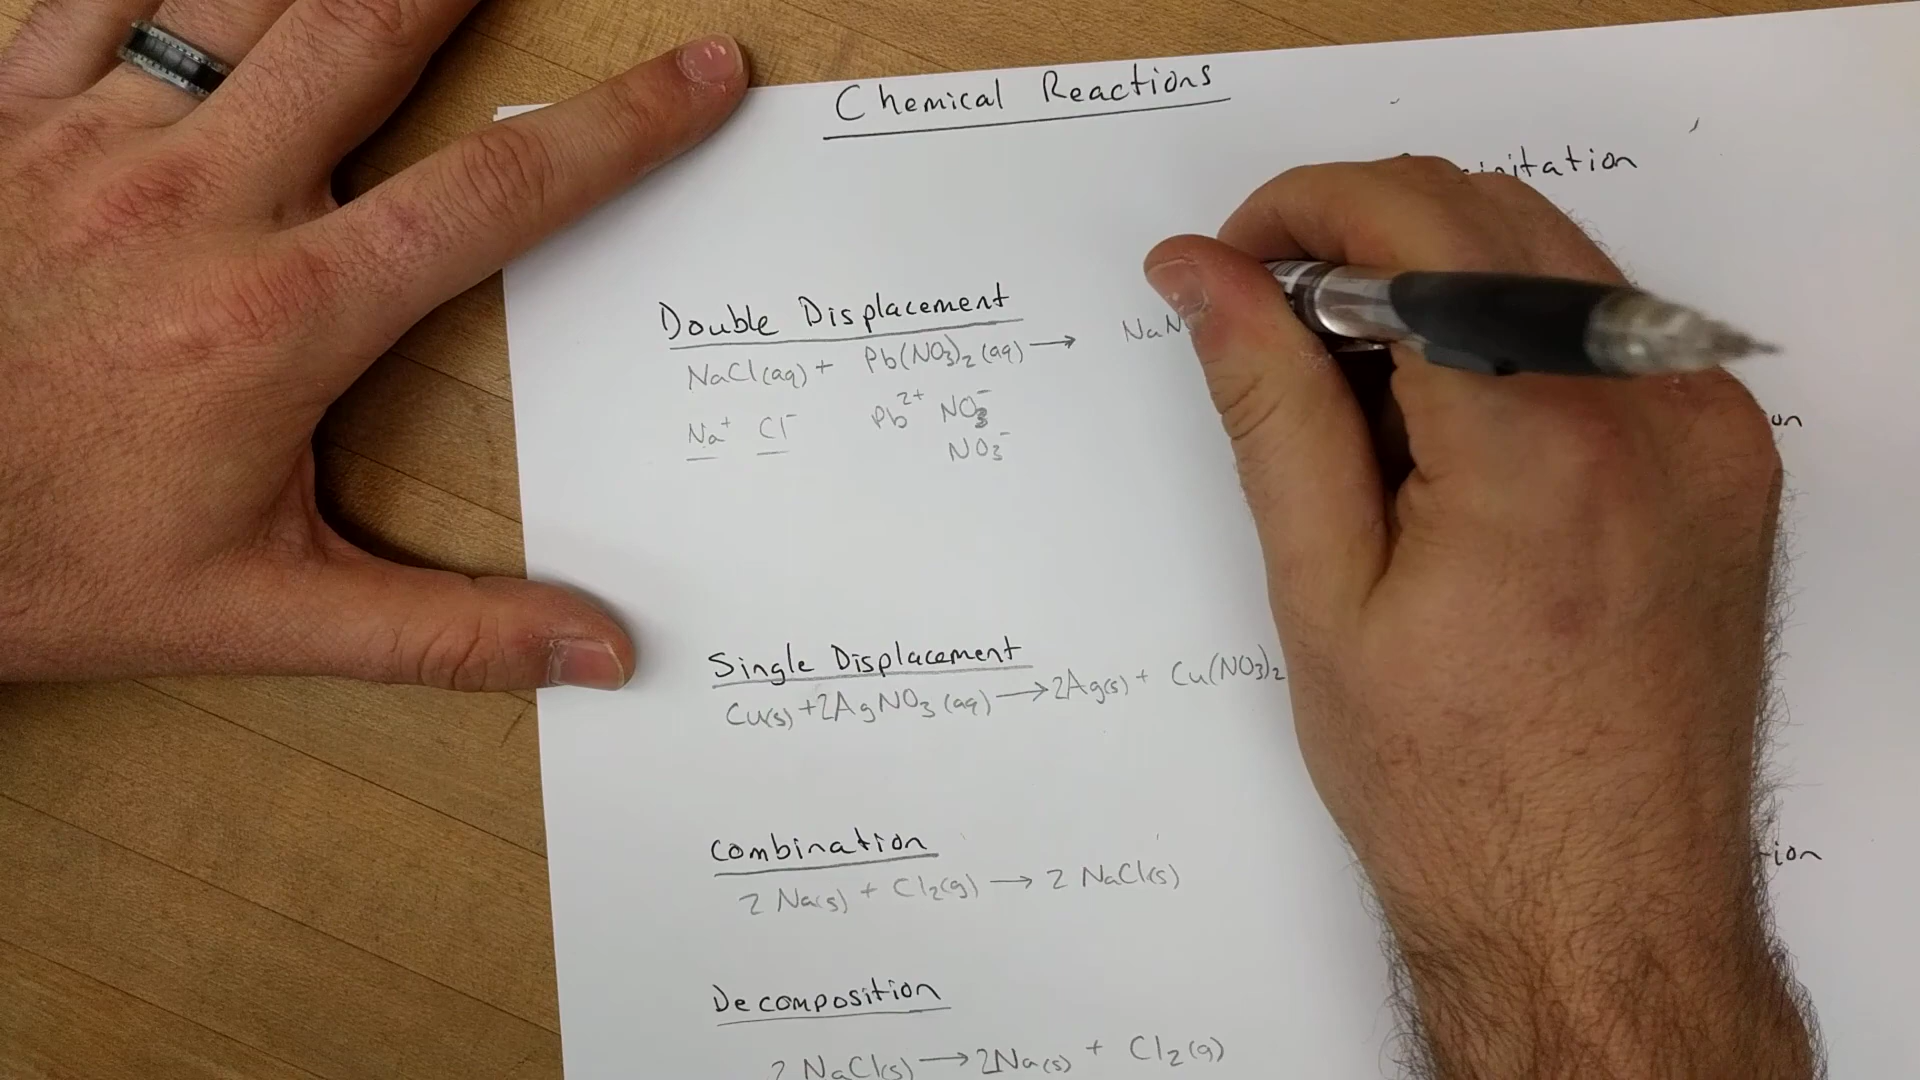 Chemical Reactions
Double Displacement
NaCl(aq) + Pb(NO3)2(aq) →
Na+ Cl- Pb2+ NO3-
NO3-
Single Displacement
Cu(s) + 2AgNO3(aq) → 2Ag(s) + Cu(NO3)2
Combination
2 Na(s) + Cl2(g) → 2 NaCl(s)
Decomposition
2 NaCl(s) → 2Na(s) + Cl2(g)